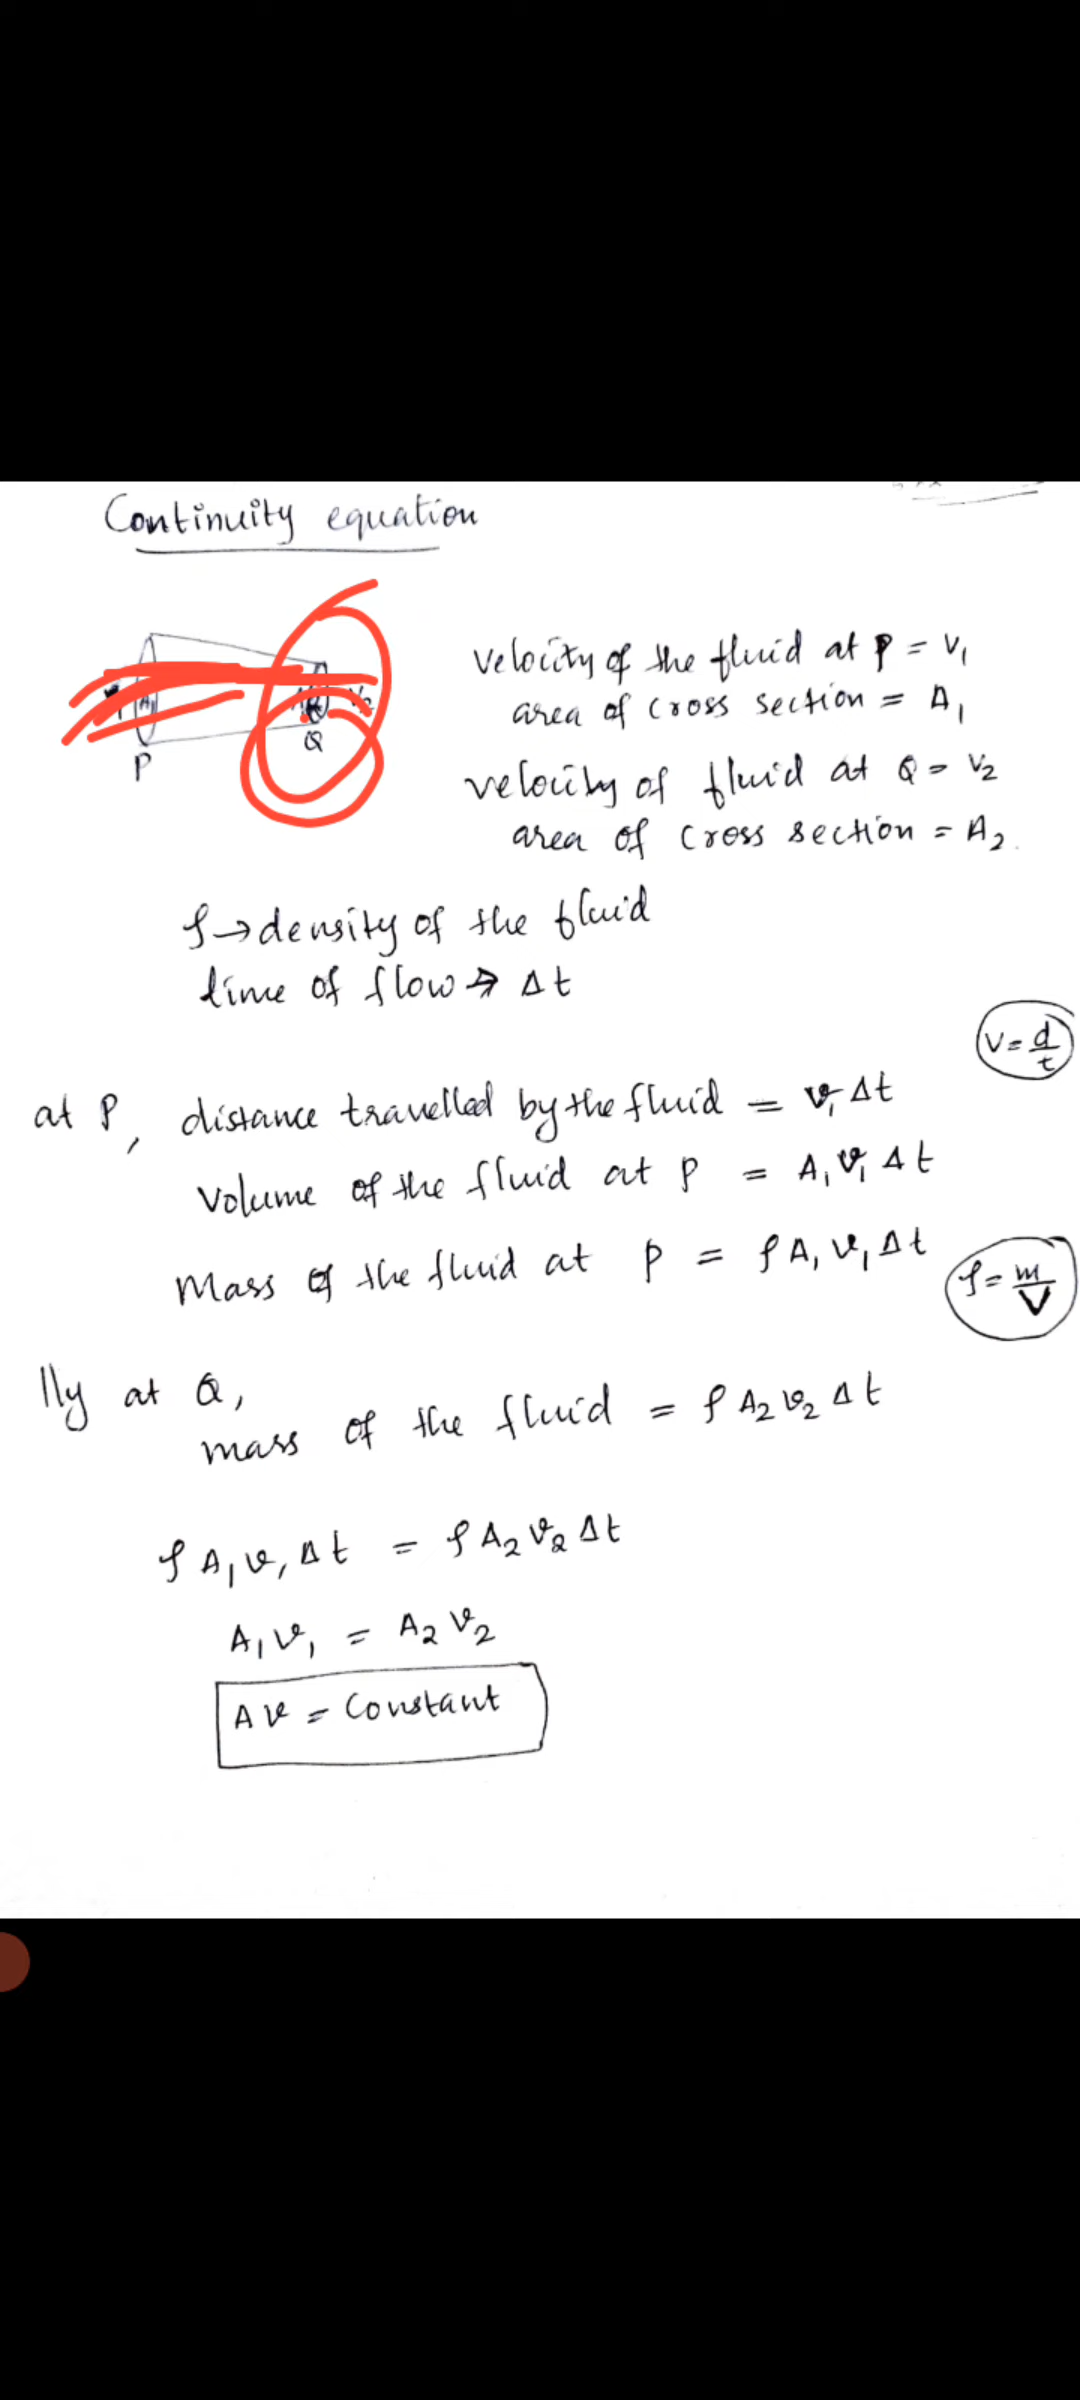 Continuity equation
A₁ V₂
P Q
velocity of the fluid at P = V₁
area of cross section = A₁
velocity of fluid at Q = V₂
area of cross section = A₂.
ρ → density of the fluid
time of flow → Δt
V = d/t
at P, distance travelled by the fluid = v₁ Δt
Volume of the fluid at P = A₁ v₁ Δt
Mass of the fluid at P = ρ A₁ v₁ Δt
ρ = m/V
llly at Q,
mass of the fluid = ρ A₂ v₂ Δt
ρ A₁ v₁ Δt = ρ A₂ v₂ Δt
A₁ v₁ = A₂ v₂
A v = Constant